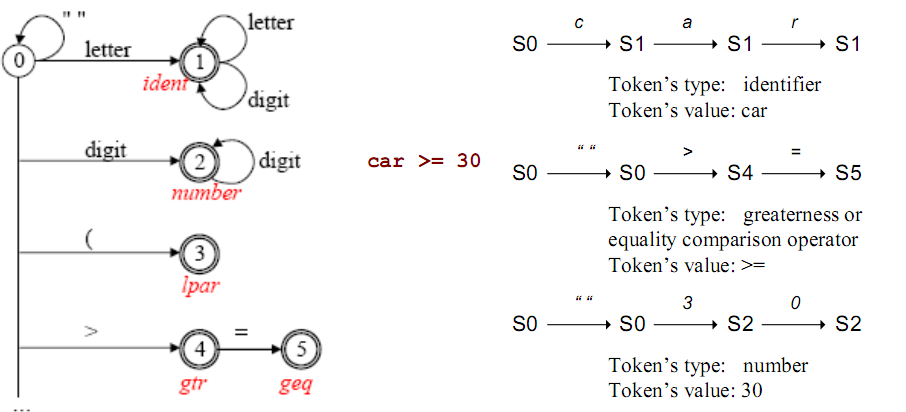 " "
letter
letter
0
1
ident
digit
digit
2
digit
number
(
3
lpar
>
=
4
5
gtr
geq
...
car >= 30
c a r
S0 S1 S1 S1
Token’s type: identifier
Token’s value: car
“ “ > =
S0 S0 S4 S5
Token’s type: greaterness or
equality comparison operator
Token’s value: >=
“ “ 3 0
S0 S0 S2 S2
Token’s type: number
Token’s value: 30